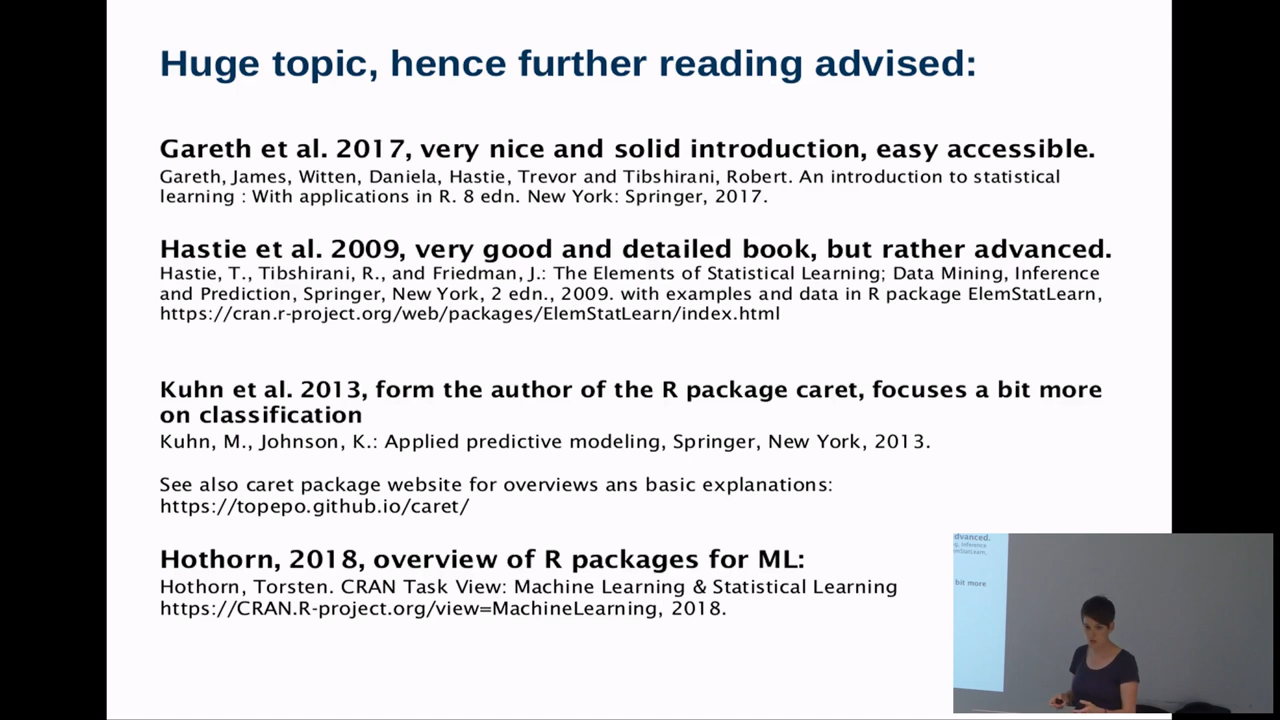 Huge topic, hence further reading advised:
Gareth et al. 2017, very nice and solid introduction, easy accessible.
Gareth, James, Witten, Daniela, Hastie, Trevor and Tibshirani, Robert. An introduction to statistical
learning : With applications in R. 8 edn. New York: Springer, 2017.
Hastie et al. 2009, very good and detailed book, but rather advanced.
Hastie, T., Tibshirani, R., and Friedman, J.: The Elements of Statistical Learning; Data Mining, Inference
and Prediction, Springer, New York, 2 edn., 2009. with examples and data in R package ElemStatLearn,
https://cran.r-project.org/web/packages/ElemStatLearn/index.html
Kuhn et al. 2013, form the author of the R package caret, focuses a bit more
on classification
Kuhn, M., Johnson, K.: Applied predictive modeling, Springer, New York, 2013.
See also caret package website for overviews ans basic explanations:
https://topepo.github.io/caret/
Hothorn, 2018, overview of R packages for ML:
Hothorn, Torsten. CRAN Task View: Machine Learning & Statistical Learning
https://CRAN.R-project.org/view=MachineLearning, 2018.
dvanced.
g, Inference
emStatLearn,
bit more